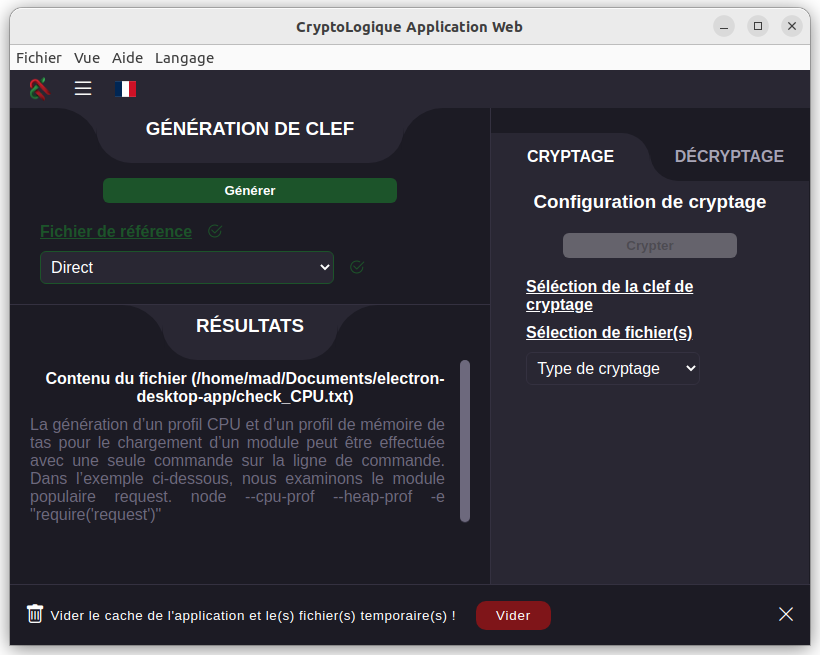 CryptoLogique Application Web
Fichier Vue Aide Langage
GÉNÉRATION DE CLEF
Générer
Fichier de référence
Direct
RÉSULTATS
Contenu du fichier (/home/mad/Documents/electron-
desktop-app/check_CPU.txt)
La génération d’un profil CPU et d’un profil de mémoire de
tas pour le chargement d’un module peut être effectuée
avec une seule commande sur la ligne de commande.
Dans l’exemple ci-dessous, nous examinons le module
populaire request. node --cpu-prof --heap-prof -e
"require('request')"
CRYPTAGE
DÉCRYPTAGE
Configuration de cryptage
Crypter
Séléction de la clef de
cryptage
Sélection de fichier(s)
Type de cryptage
Vider le cache de l'application et le(s) fichier(s) temporaire(s) !
Vider